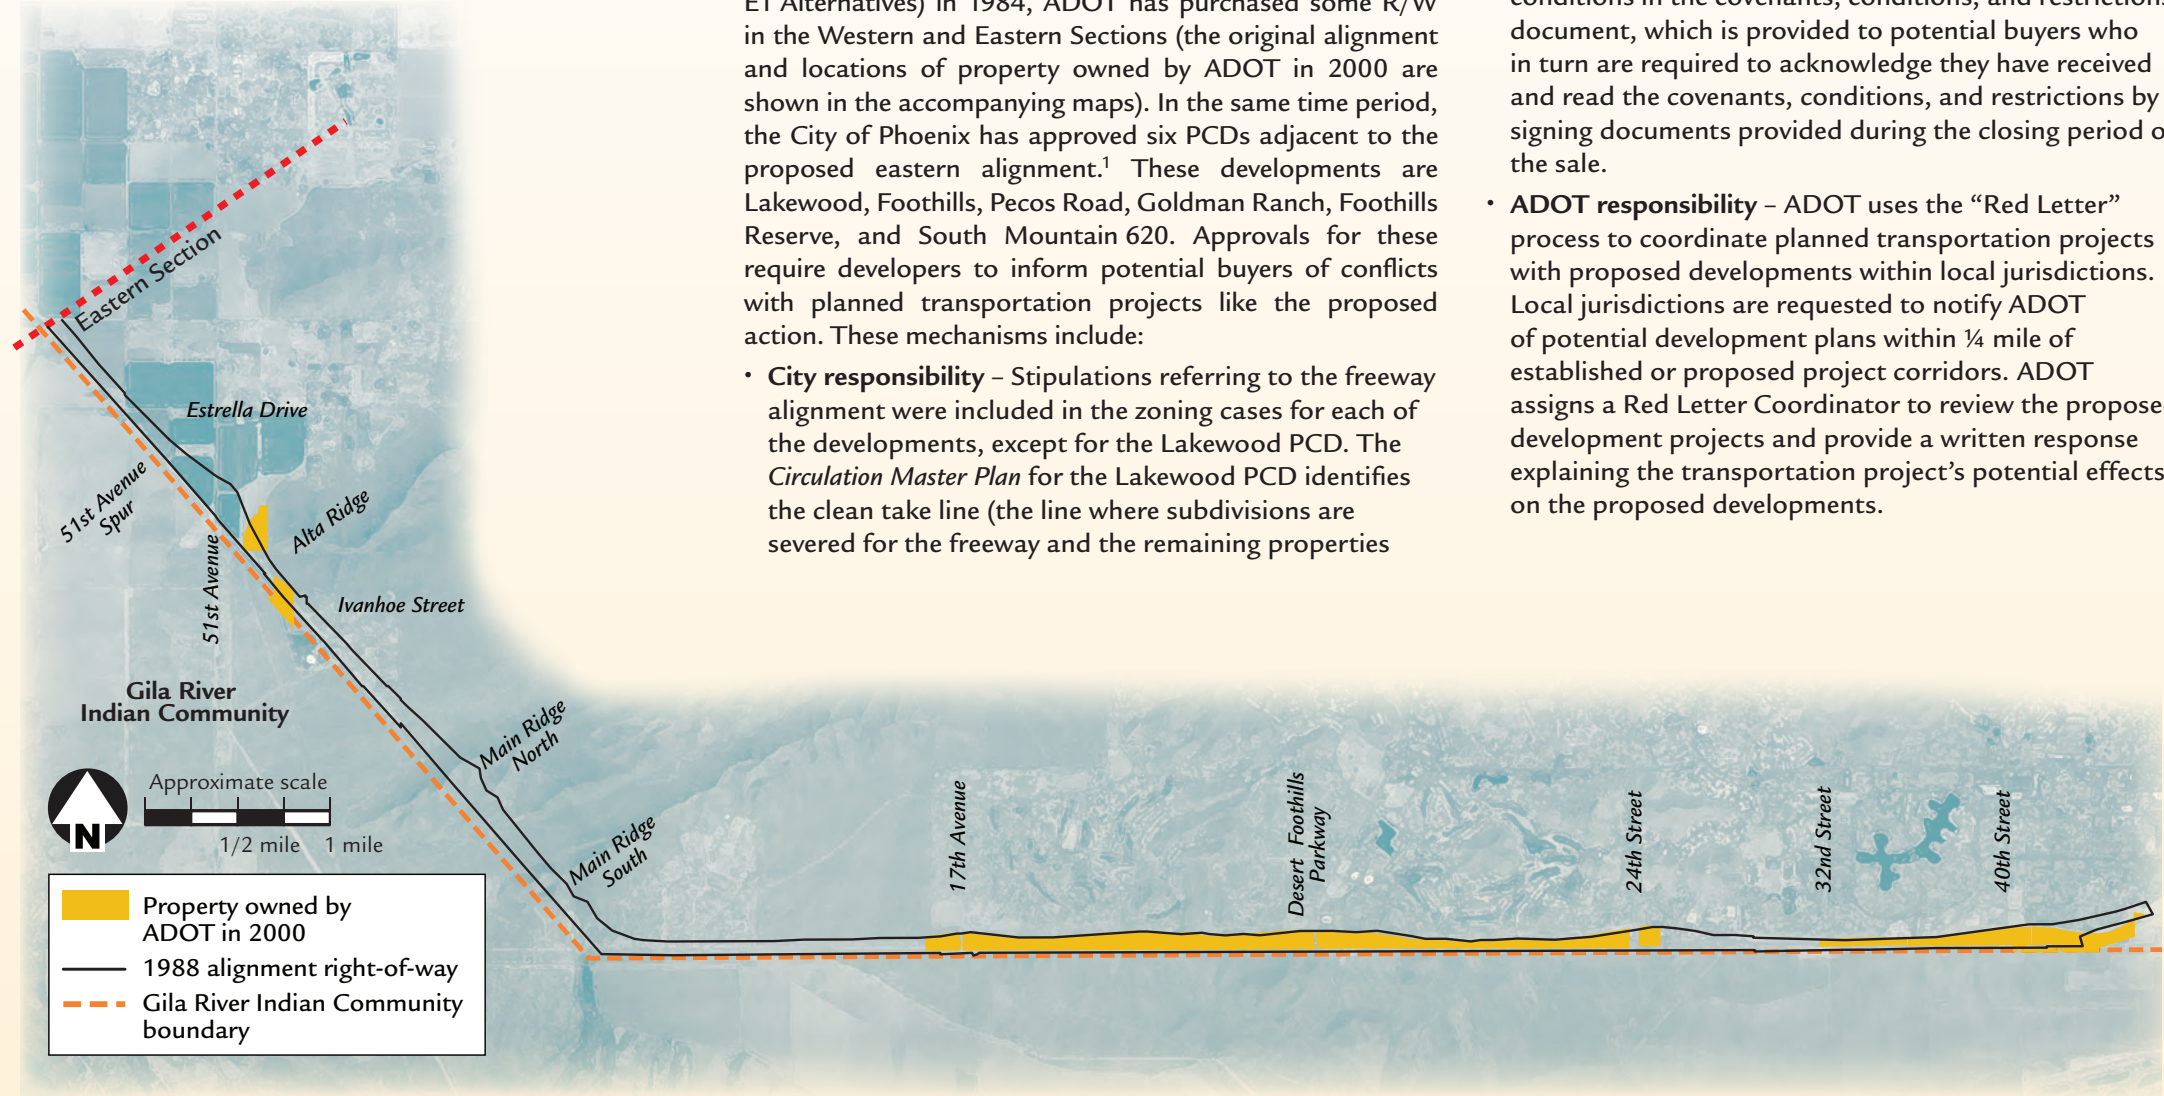 E1 Alternatives) in 1984, ADOT has purchased some R/W
in the Western and Eastern Sections (the original alignment
and locations of property owned by ADOT in 2000 are
shown in the accompanying maps). In the same time period,
the City of Phoenix has approved six PCDs adjacent to the
proposed eastern alignment.1 These developments are
Lakewood, Foothills, Pecos Road, Goldman Ranch, Foothills
Reserve, and South Mountain 620. Approvals for these
require developers to inform potential buyers of conflicts
with planned transportation projects like the proposed
action. These mechanisms include:
• City responsibility – Stipulations referring to the freeway
alignment were included in the zoning cases for each of
the developments, except for the Lakewood PCD. The
Circulation Master Plan for the Lakewood PCD identifies
the clean take line (the line where subdivisions are
severed for the freeway and the remaining properties
conditions in the covenants, conditions, and restrictions
document, which is provided to potential buyers who
in turn are required to acknowledge they have received
and read the covenants, conditions, and restrictions by
signing documents provided during the closing period
the sale.
• ADOT responsibility – ADOT uses the “Red Letter”
process to coordinate planned transportation projects
with proposed developments within local jurisdictions.
Local jurisdictions are requested to notify ADOT
of potential development plans within ¼ mile of
established or proposed project corridors. ADOT
assigns a Red Letter Coordinator to review the proposed
development projects and provide a written response
explaining the transportation project’s potential effects
on the proposed developments.
Eastern Section
Estrella Drive
51st Avenue
Spur
Alta Ridge
51st Avenue
Ivanhoe Street
Gila River
Indian Community
Main Ridge
North
Main Ridge
South
17th Avenue
Desert Foothills
Parkway
24th Street
32nd Street
40th Street
N
Approximate scale
1/2 mile 1 mile
Property owned by
ADOT in 2000
1988 alignment right-of-way
Gila River Indian Community
boundary